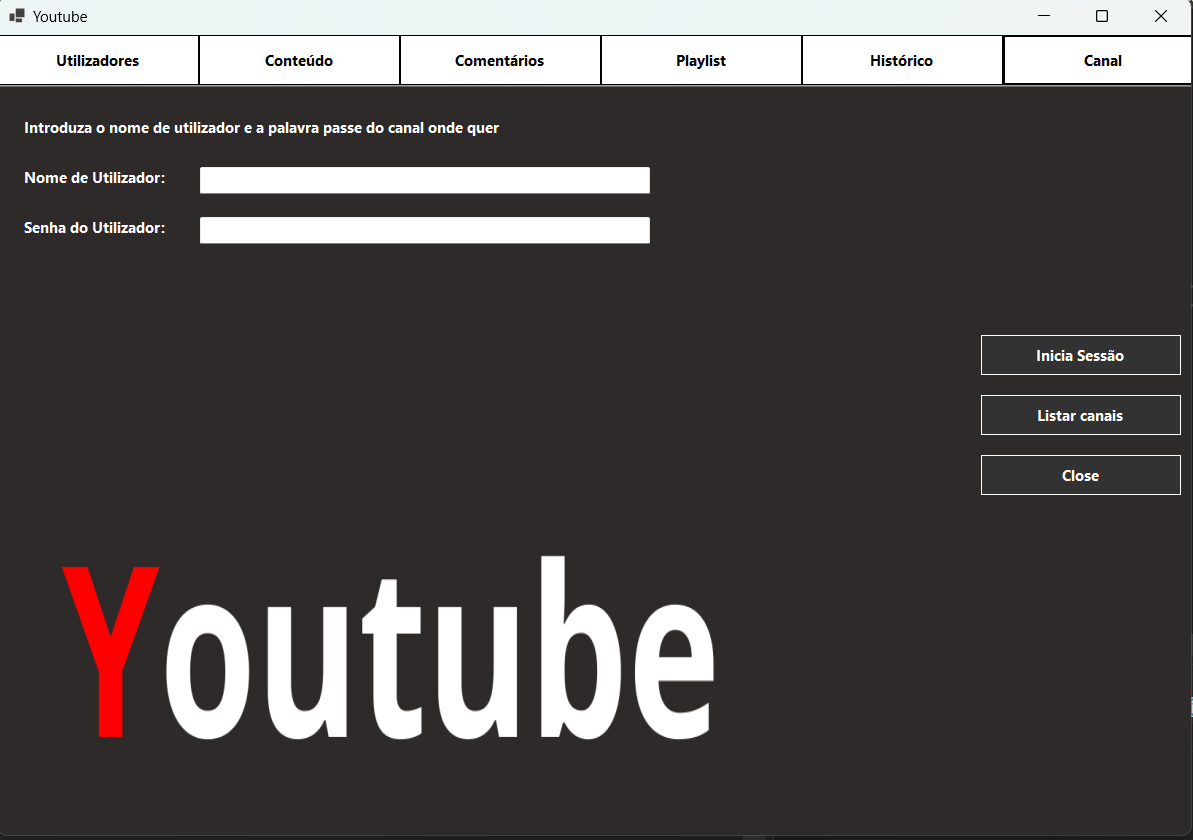 Youtube
Utilizadores Conteúdo Comentários Playlist Histórico Canal
Introduza o nome de utilizador e a palavra passe do canal onde quer
Nome de Utilizador:
Senha do Utilizador:
Inicia Sessão
Listar canais
Close
Youtube